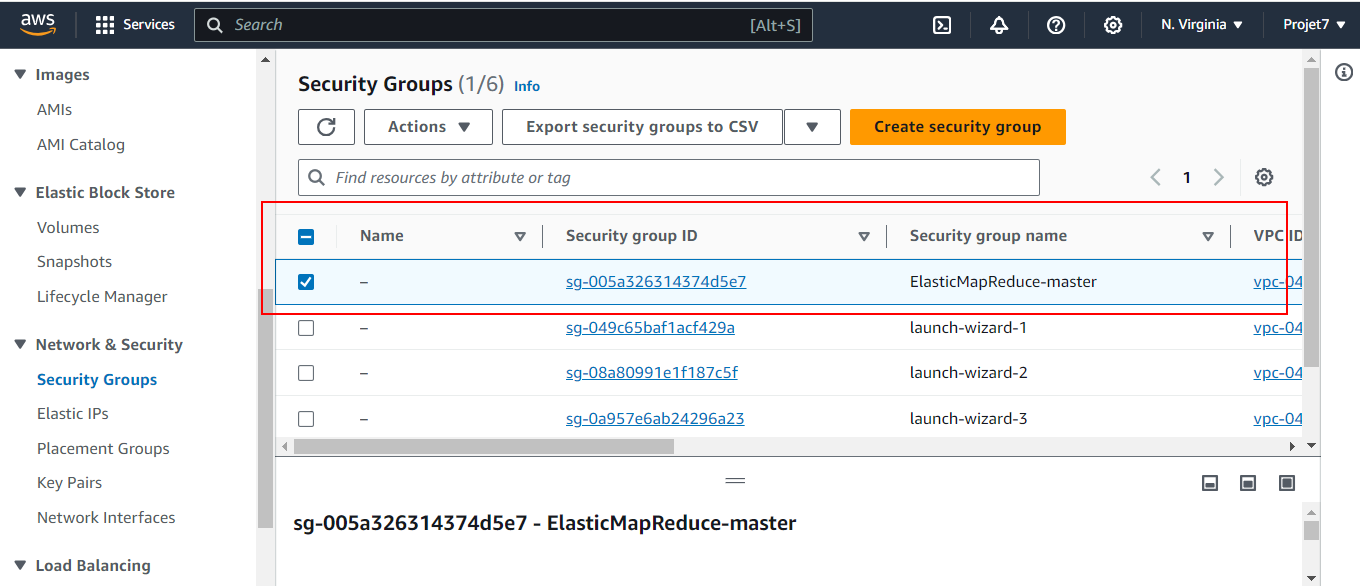 aws
Services
Search
[Alt+S]
N. Virginia
Projet7
Images
AMIs
AMI Catalog
Elastic Block Store
Volumes
Snapshots
Lifecycle Manager
Network & Security
Security Groups
Elastic IPs
Placement Groups
Key Pairs
Network Interfaces
Load Balancing
Security Groups (1/6) Info
Actions
Export security groups to CSV
Create security group
Find resources by attribute or tag
1
Name Security group ID Security group name VPC ID
– sg-005a326314374d5e7 ElasticMapReduce-master vpc-04
– sg-049c65baf1acf429a launch-wizard-1 vpc-04
– sg-08a80991e1f187c5f launch-wizard-2 vpc-04
– sg-0a957e6ab24296a23 launch-wizard-3 vpc-04
sg-005a326314374d5e7 - ElasticMapReduce-master